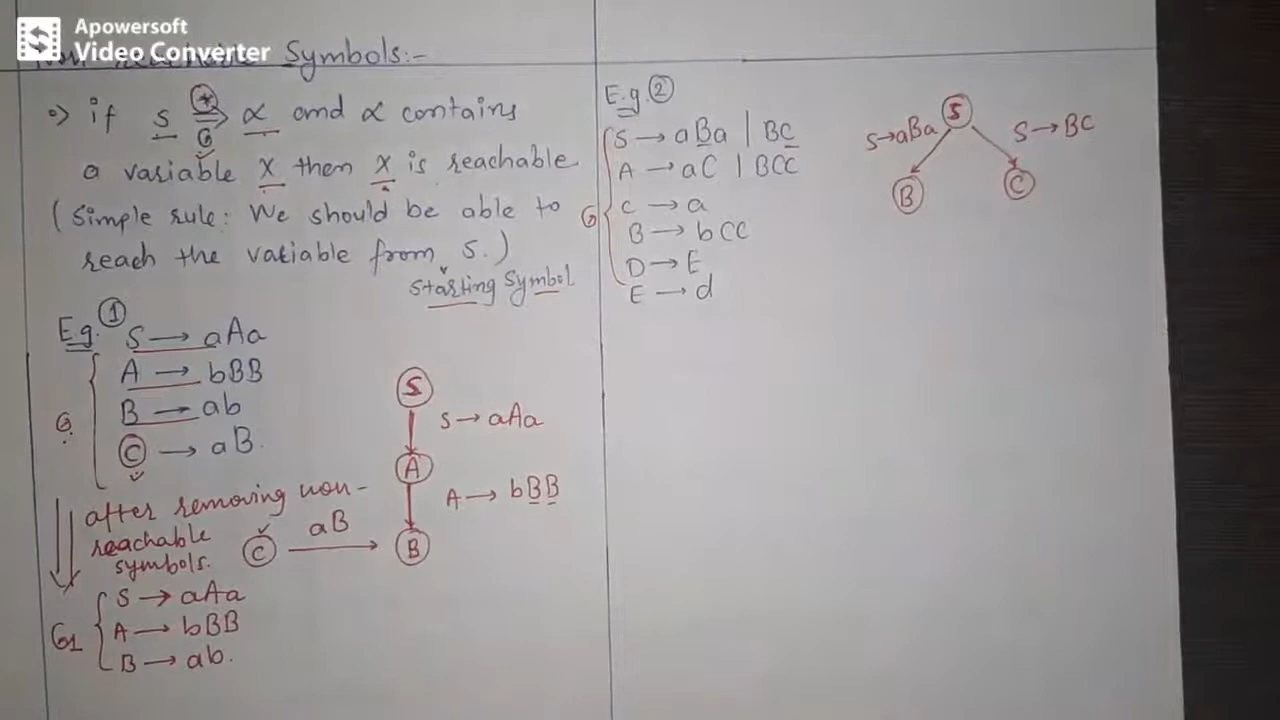 Apowersoft
Video Converter
Symbols:-
if S *⇒G α and α contains
a variable X then X is reachable
(Simple rule: We should be able to
reach the variable from S.)
starting symbol
E.g. ①
S → aAa
A → bBB
B → ab
C → aB.
G
after removing non-
reachable
symbols.
G1
S → aAa
A → bBB
B → ab.
S
S → aAa
A
A → bBB
C aB B
E.g. ②
G
S → aBa | BC
A → aC | BCC
C → a
B → bCC
D → E
E → d
S
S→aBa S→BC
B C